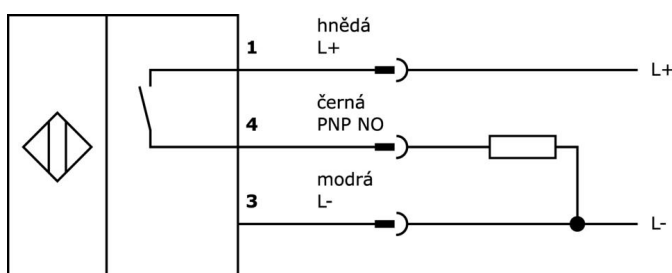 hnědá
1 L+
L+
černá
4 PNP NO
modrá
3 L-
L-